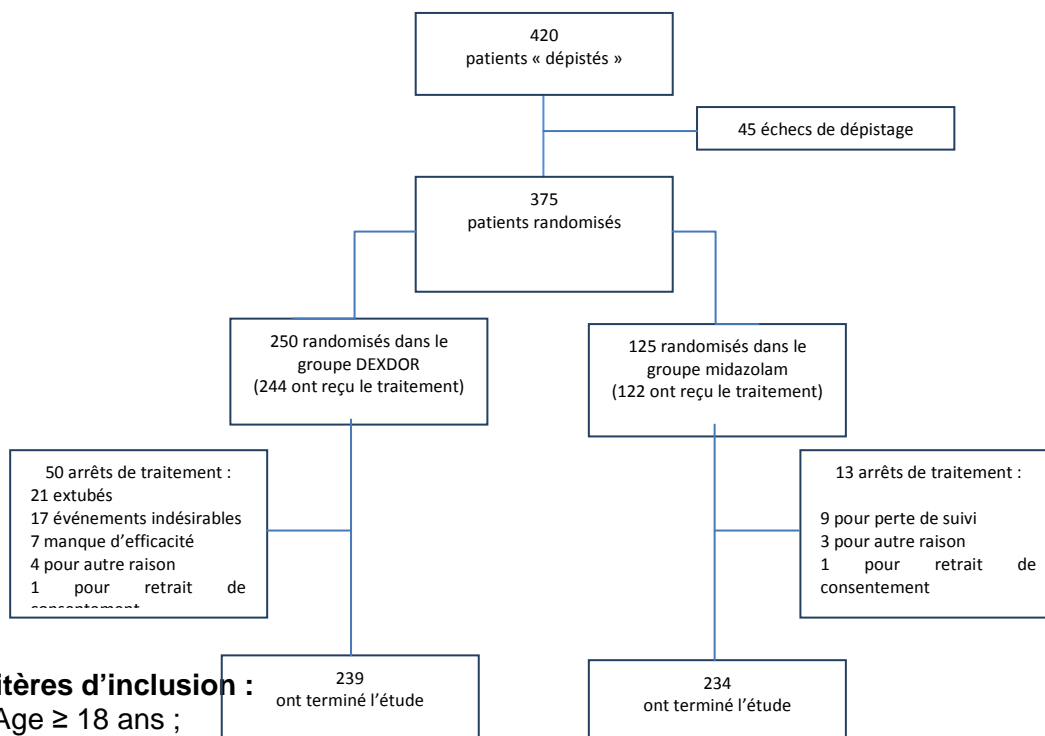 420
patients « dépistés »
45 échecs de dépistage
375
patients randomisés
250 randomisés dans le
groupe DEXDOR
(244 ont reçu le traitement)
125 randomisés dans le
groupe midazolam
(122 ont reçu le traitement)
50 arrêts de traitement :
21 extubés
17 événements indésirables
7 manque d’efficacité
4 pour autre raison
1 pour retrait de
13 arrêts de traitement :
9 pour perte de suivi
3 pour autre raison
1 pour retrait de
consentement
239
ont terminé l’étude
234
ont terminé l’étude
itères d’inclusion :
Age ≥ 18 ans ;